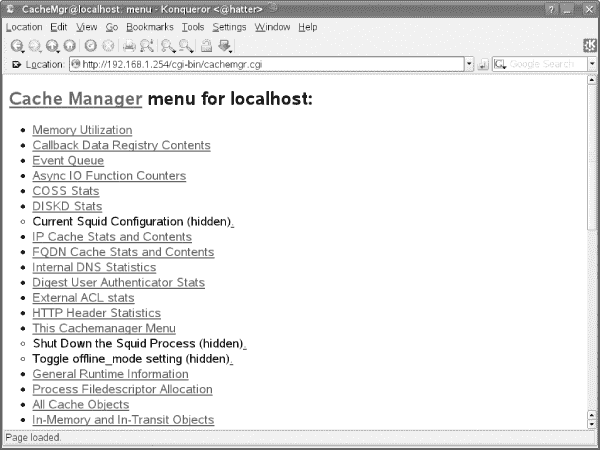 CacheMgr@localhost: menu - Konqueror <@hatter>
Location Edit View Go Bookmarks Tools Settings Window Help
Location: http://192.168.1.254/cgi-bin/cachemgr.cgi
Google Search
Cache Manager menu for localhost:
Memory Utilization
Callback Data Registry Contents
Event Queue
Async IO Function Counters
COSS Stats
DISKD Stats
Current Squid Configuration (hidden).
IP Cache Stats and Contents
FQDN Cache Stats and Contents
Internal DNS Statistics
Digest User Authenticator Stats
External ACL stats
HTTP Header Statistics
This Cachemanager Menu
Shut Down the Squid Process (hidden).
Toggle offline_mode setting (hidden).
General Runtime Information
Process Filedescriptor Allocation
All Cache Objects
In-Memory and In-Transit Objects
Page loaded.